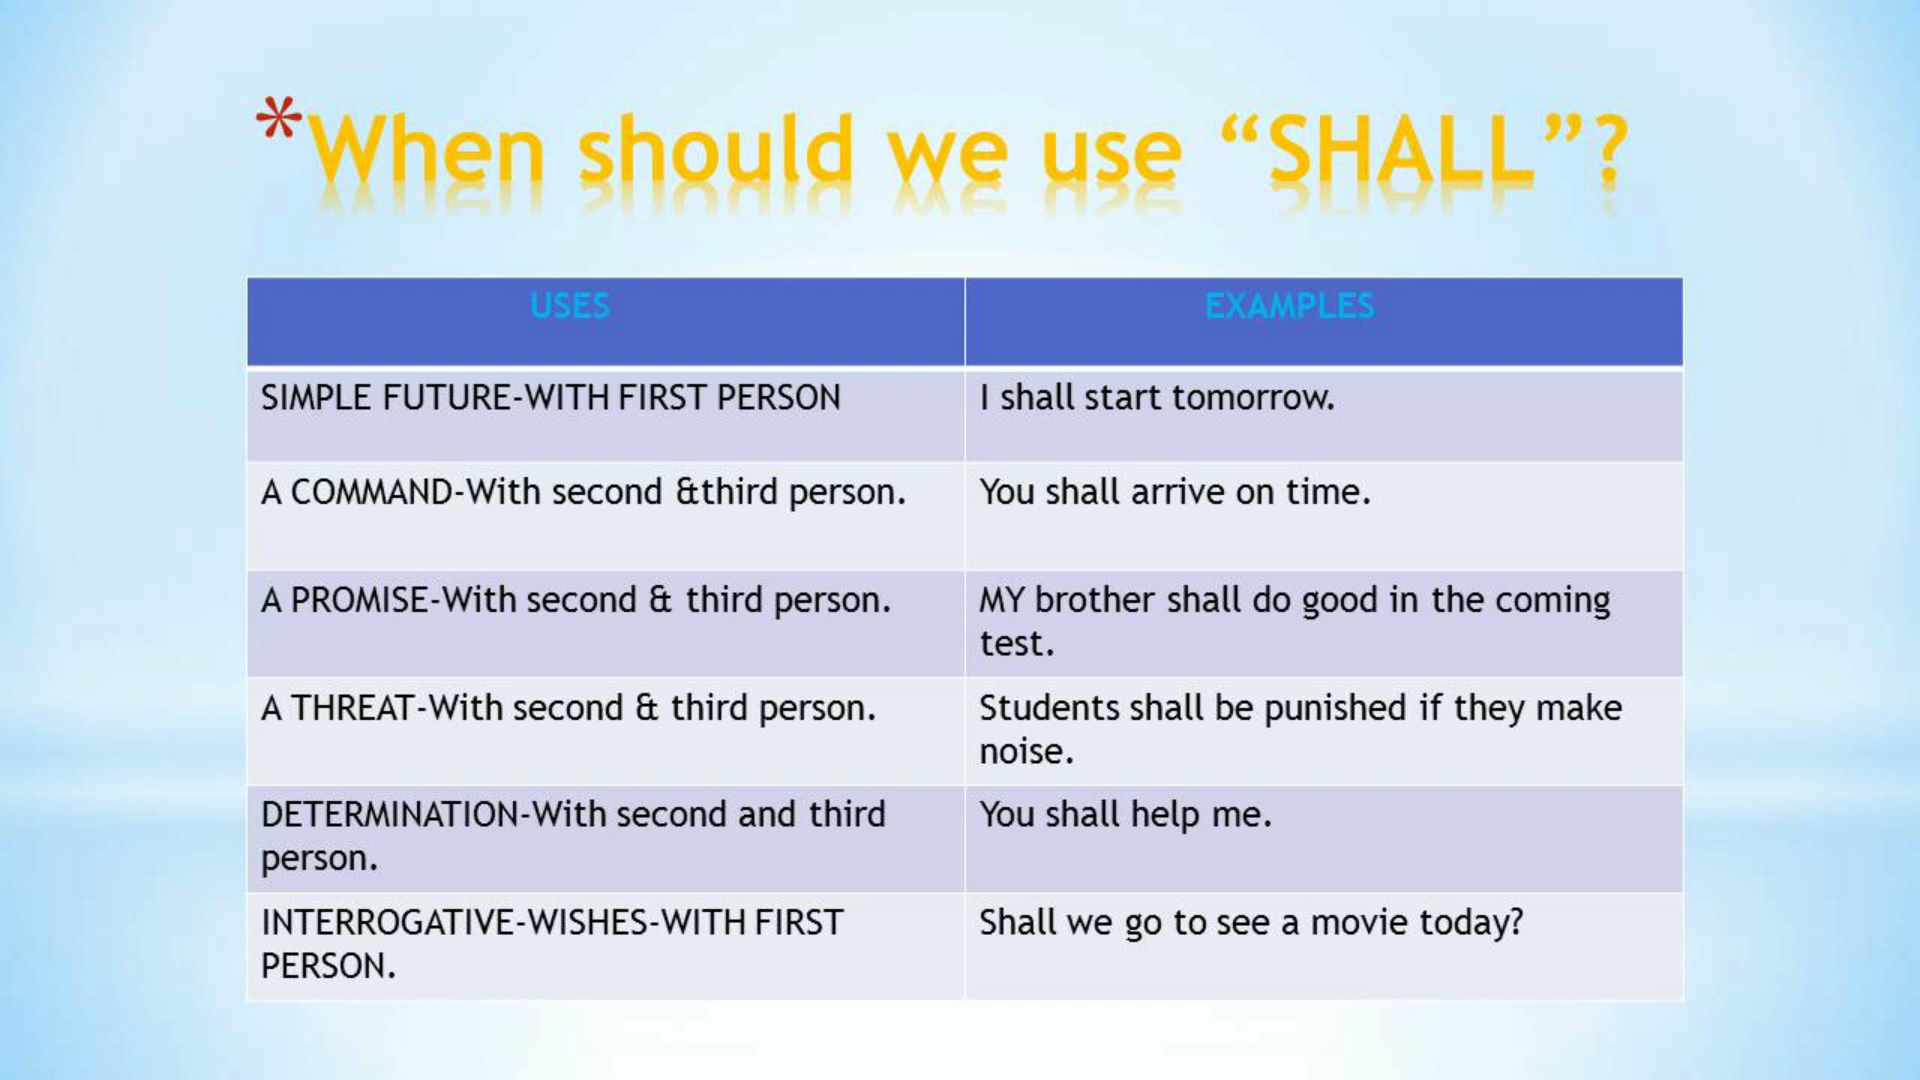 *When should we use “SHALL”?
USES
EXAMPLES
SIMPLE FUTURE-WITH FIRST PERSON
I shall start tomorrow.
A COMMAND-With second &third person.
You shall arrive on time.
A PROMISE-With second & third person.
MY brother shall do good in the coming
test.
A THREAT-With second & third person.
Students shall be punished if they make
noise.
DETERMINATION-With second and third
person.
You shall help me.
INTERROGATIVE-WISHES-WITH FIRST
PERSON.
Shall we go to see a movie today?